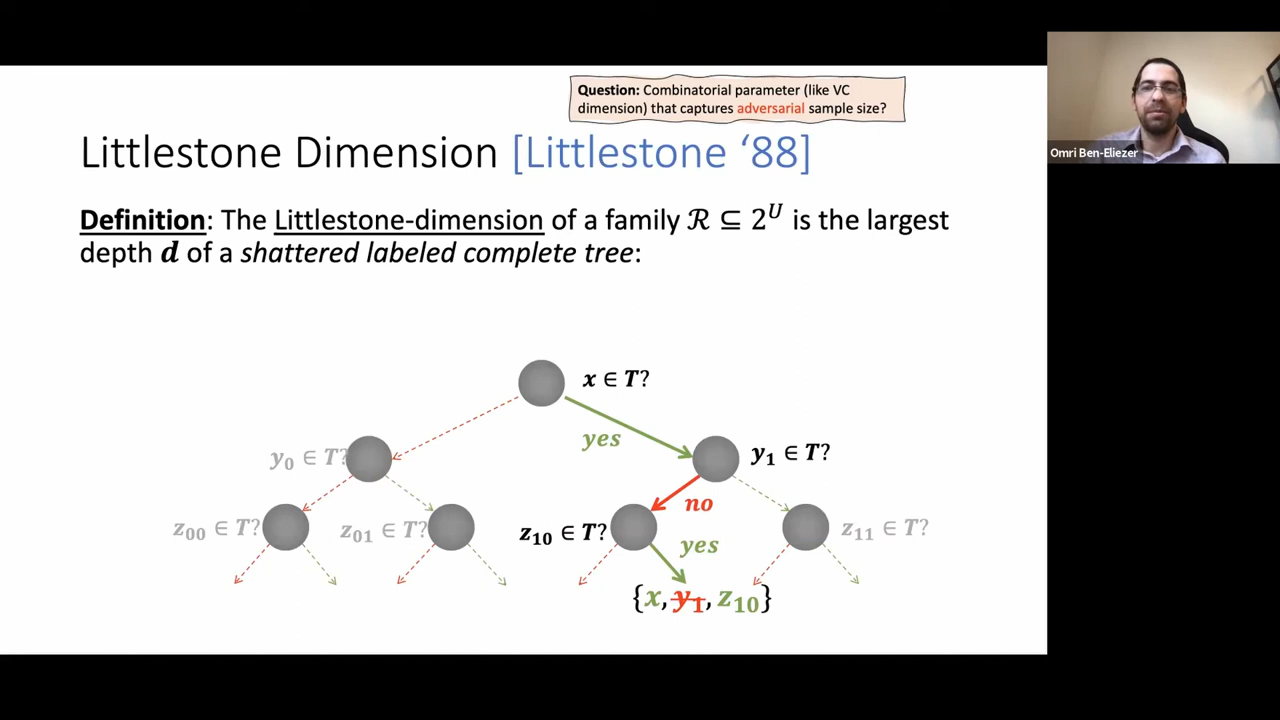 Question: Combinatorial parameter (like VC
dimension) that captures adversarial sample size?
Littlestone Dimension [Littlestone ‘88]
Omri Ben-Eliezer
Definition: The Littlestone-dimension of a family ℛ ⊆ 2^U is the largest
depth d of a shattered labeled complete tree:
x ∈ T?
yes
y₀ ∈ T?
y₁ ∈ T?
no
z₀₀ ∈ T?
z₀₁ ∈ T?
z₁₀ ∈ T?
yes
z₁₁ ∈ T?
{x, y₁, z₁₀}